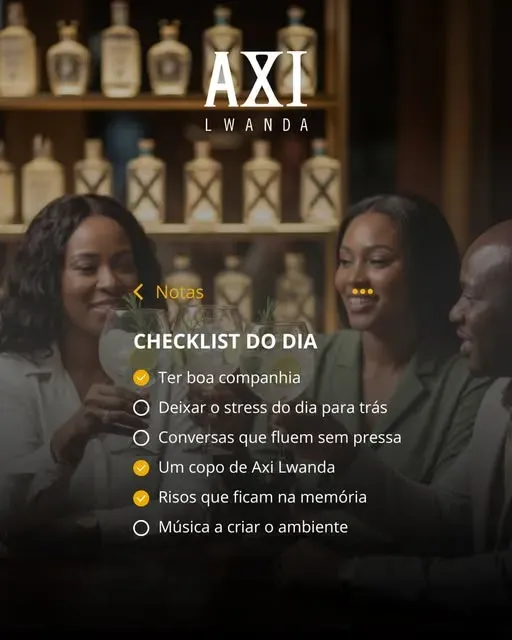 AXI
LWANDA
Notas
CHECKLIST DO DIA
Ter boa companhia
Deixar o stress do dia para trás
Conversas que fluem sem pressa
Um copo de Axi Lwanda
Risos que ficam na memória
Música a criar o ambiente